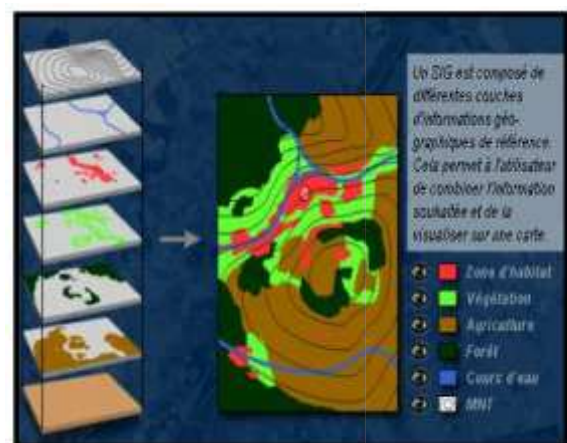 Un SIG est composé de
différentes couches
d'informations géo-
graphiques de référence.
Cela permet à l'utilisateur
de combiner l'information
souhaitée et de la
visualiser sur une carte.
Zone d'habitat
Végétation
Agriculture
Forêt
Cours d'eau
MNT